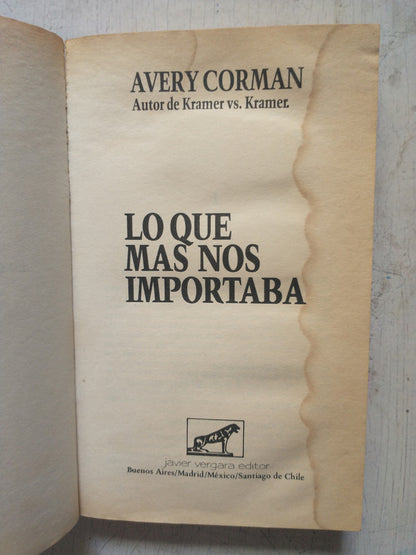 AVERY CORMAN
Autor de Kramer vs. Kramer.
LO QUE
MAS NOS
IMPORTABA
javier vergara editor
Buenos Aires/Madrid/México/Santiago de Chile